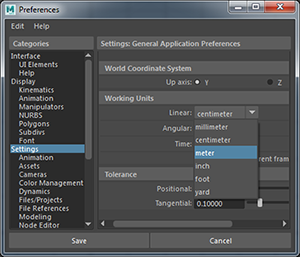 Preferences
Edit Help
Categories
Interface
UI Elements
Help
Display
Kinematics
Animation
Manipulators
NURBS
Polygons
Subdivs
Font
Settings
Animation
Assets
Cameras
Color Management
Dynamics
Files/Projects
File References
Modeling
Node Editor
Settings: General Application Preferences
World Coordinate System
Up axis: Y Z
Working Units
Linear: centimeter
Angular:
Time:
millimeter
centimeter
meter
inch
foot
yard
rent fram
Tolerance
Positional:
Tangential: 0.10000
Save Cancel